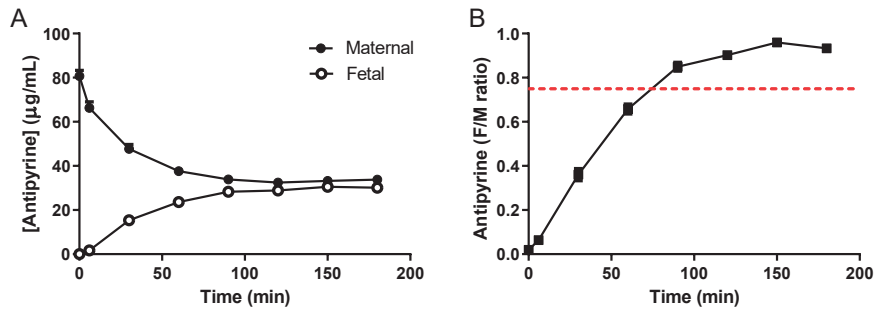 A
[Antipyrine] (µg/mL)
100
80
60
40
20
0
0
50
100
150
200
Time (min)
Maternal
Fetal
B
Antipyrine (F/M ratio)
1.0
0.8
0.6
0.4
0.2
0.0
0
50
100
150
200
Time (min)